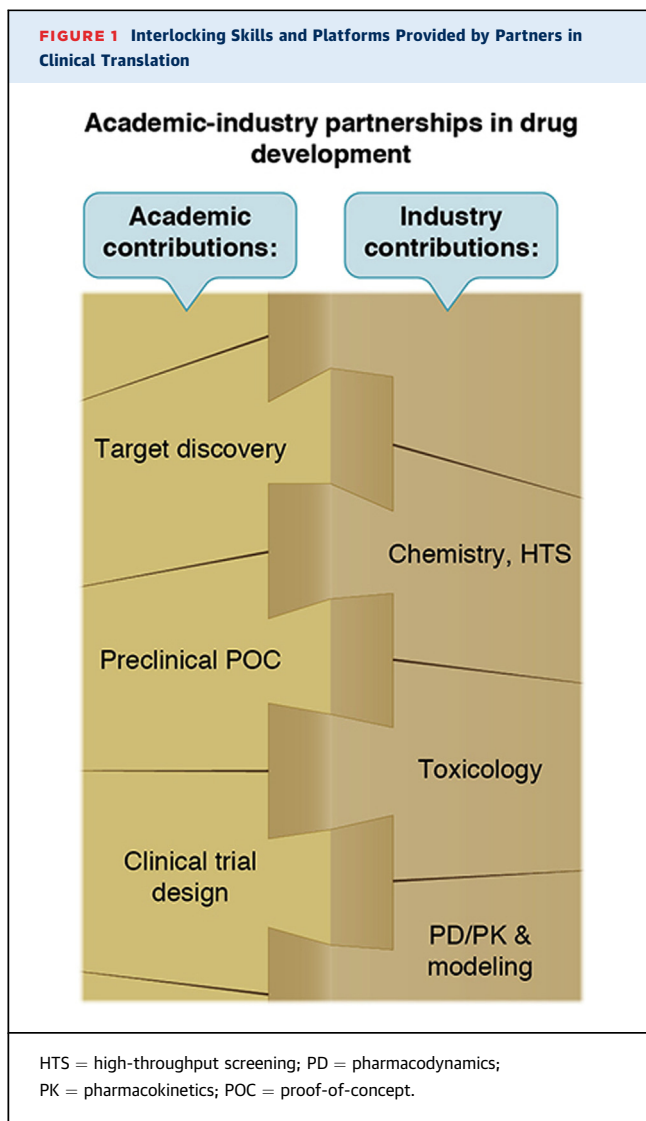 FIGURE 1 Interlocking Skills and Platforms Provided by Partners in
Clinical Translation
Academic-industry partnerships in drug
development
Academic
contributions:
Industry
contributions:
Target discovery
Chemistry, HTS
Preclinical POC
Toxicology
Clinical trial
design
PD/PK &
modeling
HTS = high-throughput screening; PD = pharmacodynamics;
PK = pharmacokinetics; POC = proof-of-concept.